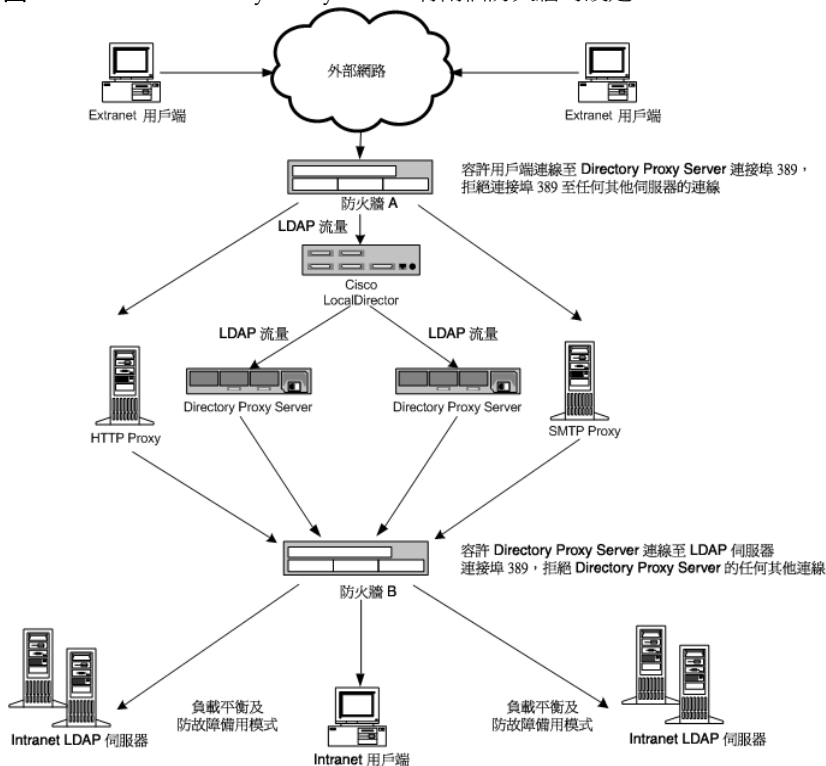 外部網路
Extranet 用戶端
Extranet 用戶端
容許用戶端連線至 Directory Proxy Server 連接埠 389，
拒絕連接埠 389 至任何其他伺服器的連線
防火牆 A
LDAP 流量
Cisco
LocalDirector
LDAP 流量
LDAP 流量
Directory Proxy Server
Directory Proxy Server
HTTP Proxy
SMTP Proxy
容許 Directory Proxy Server 連線至 LDAP 伺服器
連接埠 389，拒絕 Directory Proxy Server 的任何其他連線
防火牆 B
負載平衡及
防故障備用模式
負載平衡及
防故障備用模式
Intranet LDAP 伺服器
Intranet LDAP 伺服器
Intranet 用戶端